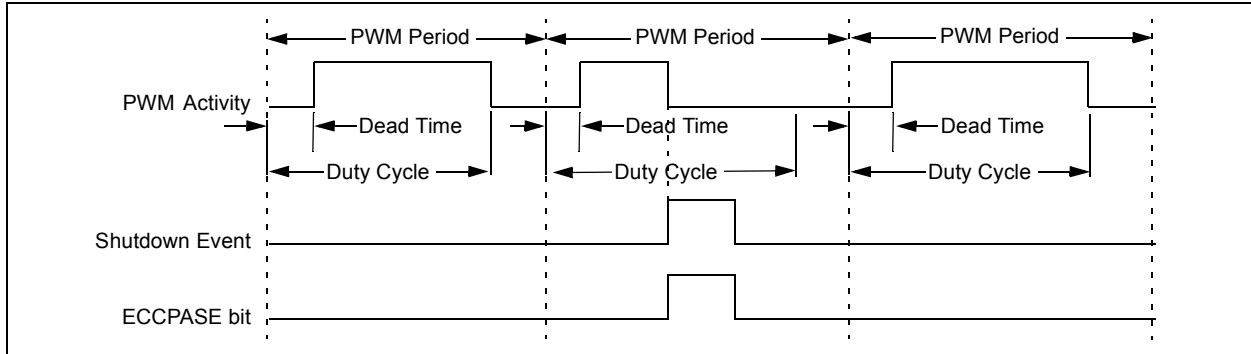 PWM Period PWM Period PWM Period
PWM Activity
Dead Time Dead Time Dead Time
Duty Cycle Duty Cycle Duty Cycle
Shutdown Event
ECCPASE bit